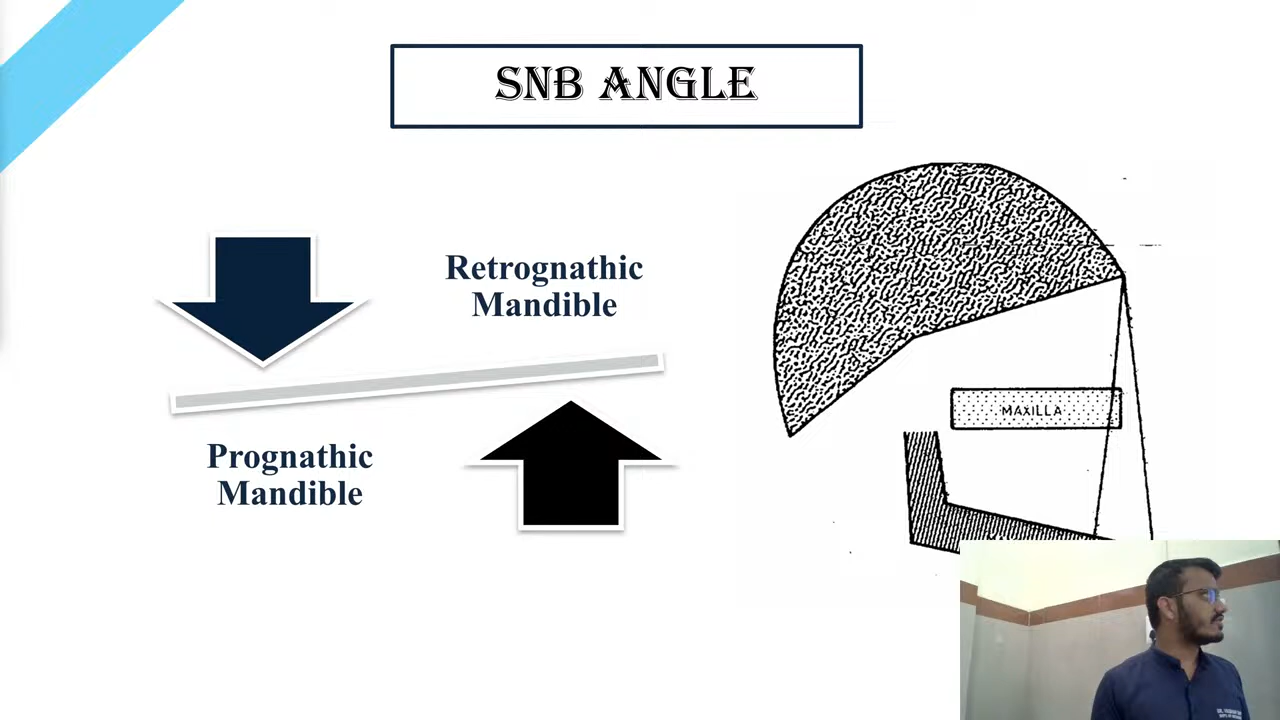 SNB ANGLE
Retrognathic
Mandible
Prognathic
Mandible
MAXILLA